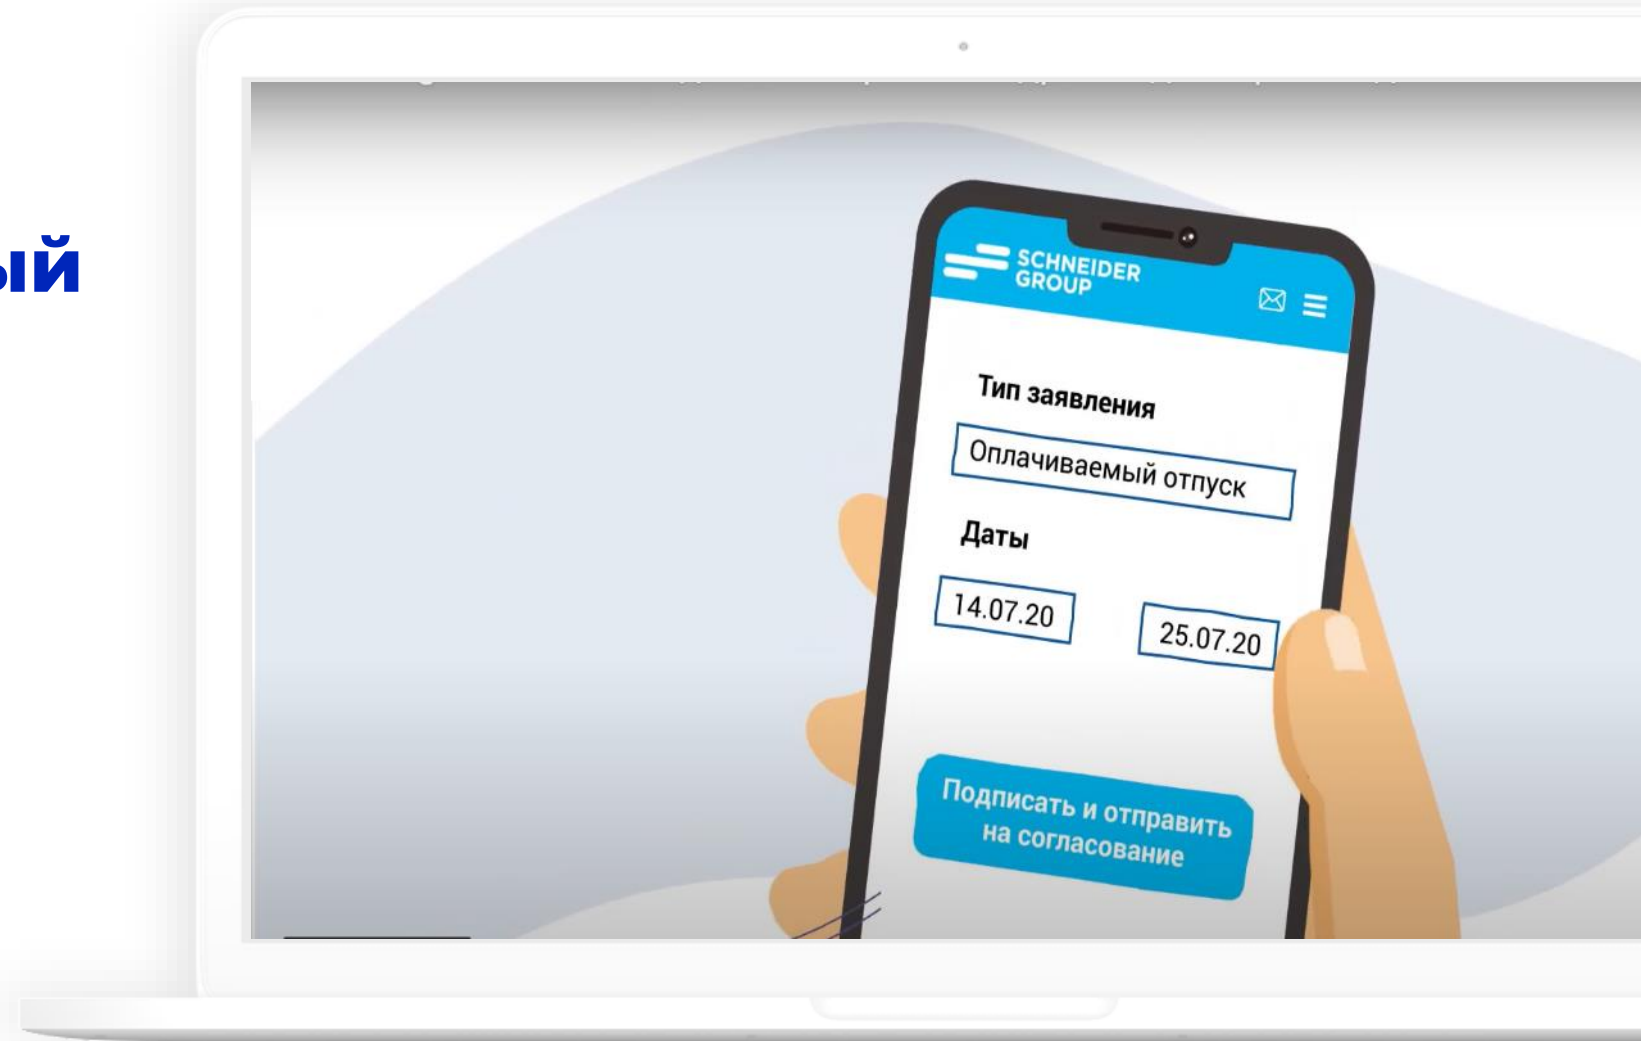 ый
SCHNEIDER
GROUP
Тип заявления
Оплачиваемый отпуск
Даты
14.07.20
25.07.20
Подписать и отправить
на согласование